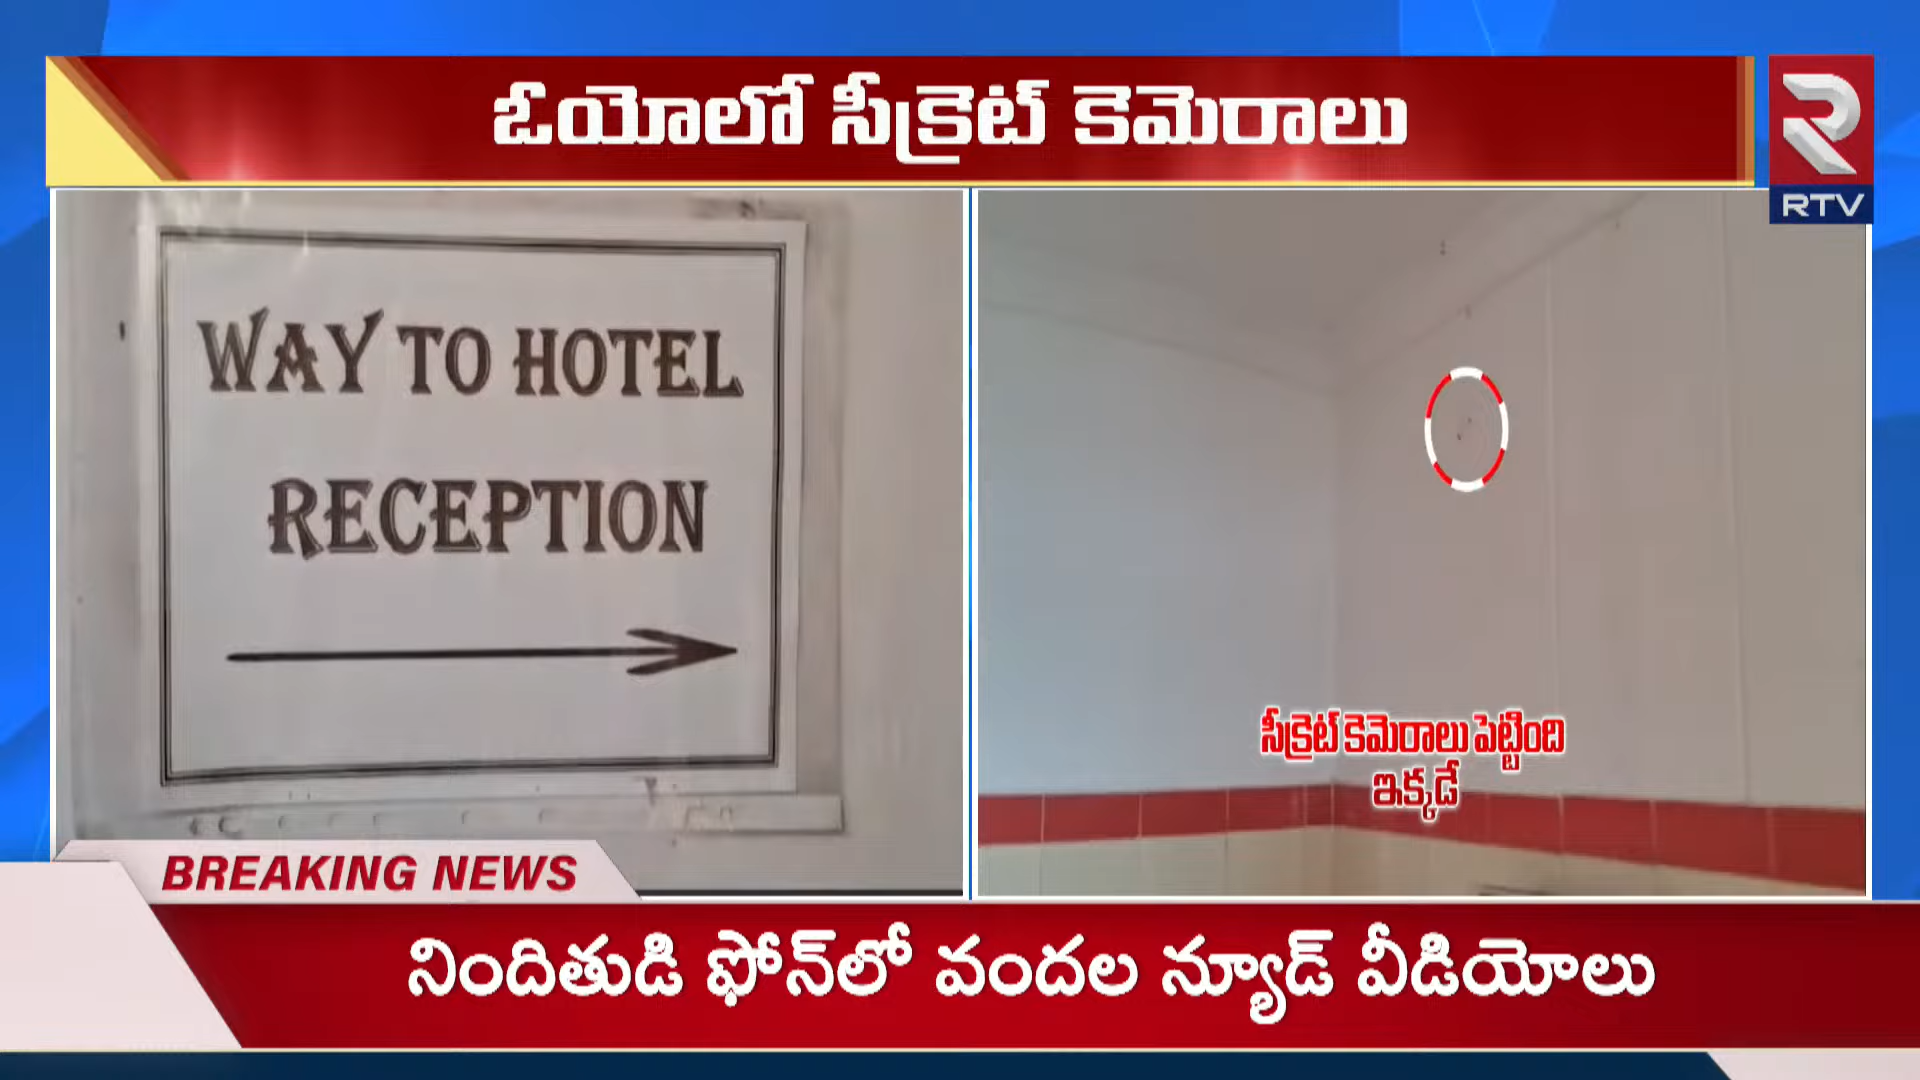 ఓయోలో సీక్రెట్ కెమెరాలు
RTV
WAY TO HOTEL
RECEPTION
సీక్రెట్ కెమెరాలు పెట్టింది
ఇక్కడే
BREAKING NEWS
నిందితుడి ఫోన్‌లో వందల న్యూడ్ వీడియోలు